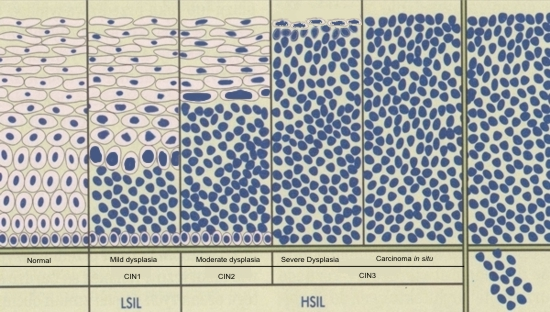 Normal
Mild dysplasia
Moderate dysplasia
Severe Dysplasia
Carcinoma in situ
CIN1
CIN2
CIN3
LSIL
HSIL